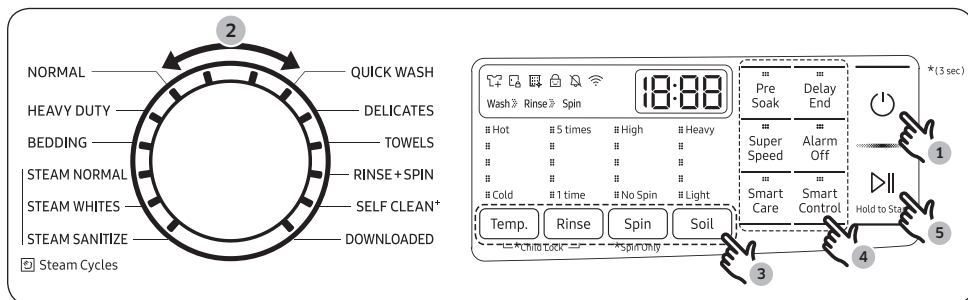 2
NORMAL
HEAVY DUTY
BEDDING
STEAM NORMAL
STEAM WHITES
STEAM SANITIZE
Steam Cycles
QUICK WASH
DELICATES
TOWELS
RINSE+SPIN
SELF CLEAN+
DOWNLOADED
18:88
Wash Rinse Spin
Hot 5 times High Heavy
Cold 1 time No Spin Light
Temp. Rinse Spin Soil
*Child Lock *Spin Only
3
Pre Soak
Delay End
Super Speed
Alarm Off
Smart Care
Smart Control
4
*(3 sec)
1
Hold to Start
5